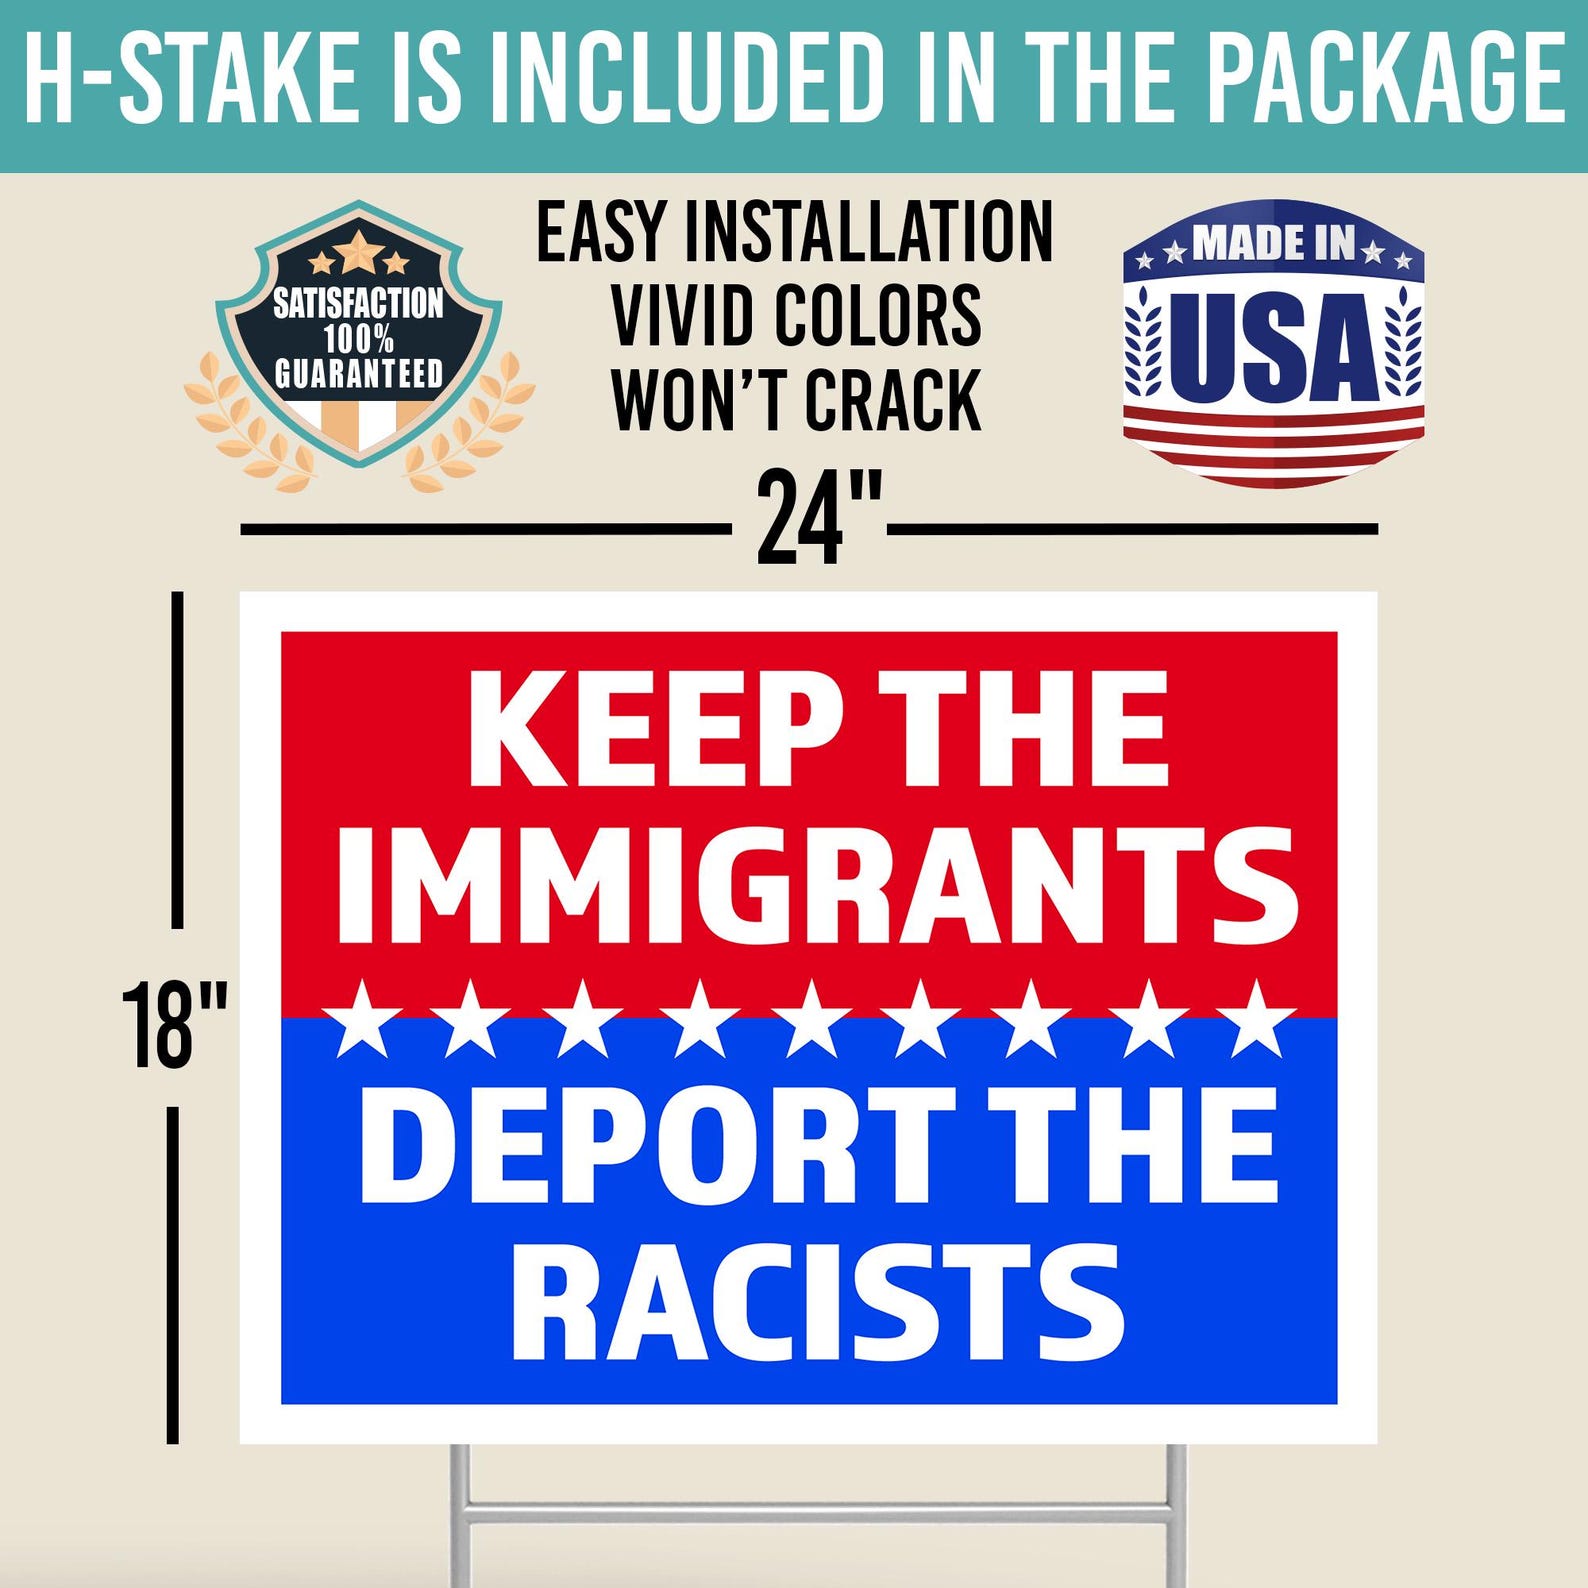 H-STAKE IS INCLUDED IN THE PACKAGE
SATISFACTION
100%
GUARANTEED
EASY INSTALLATION
VIVID COLORS
WON'T CRACK
MADE IN
USA
24"
18"
KEEP THE
IMMIGRANTS
DEPORT THE
RACISTS